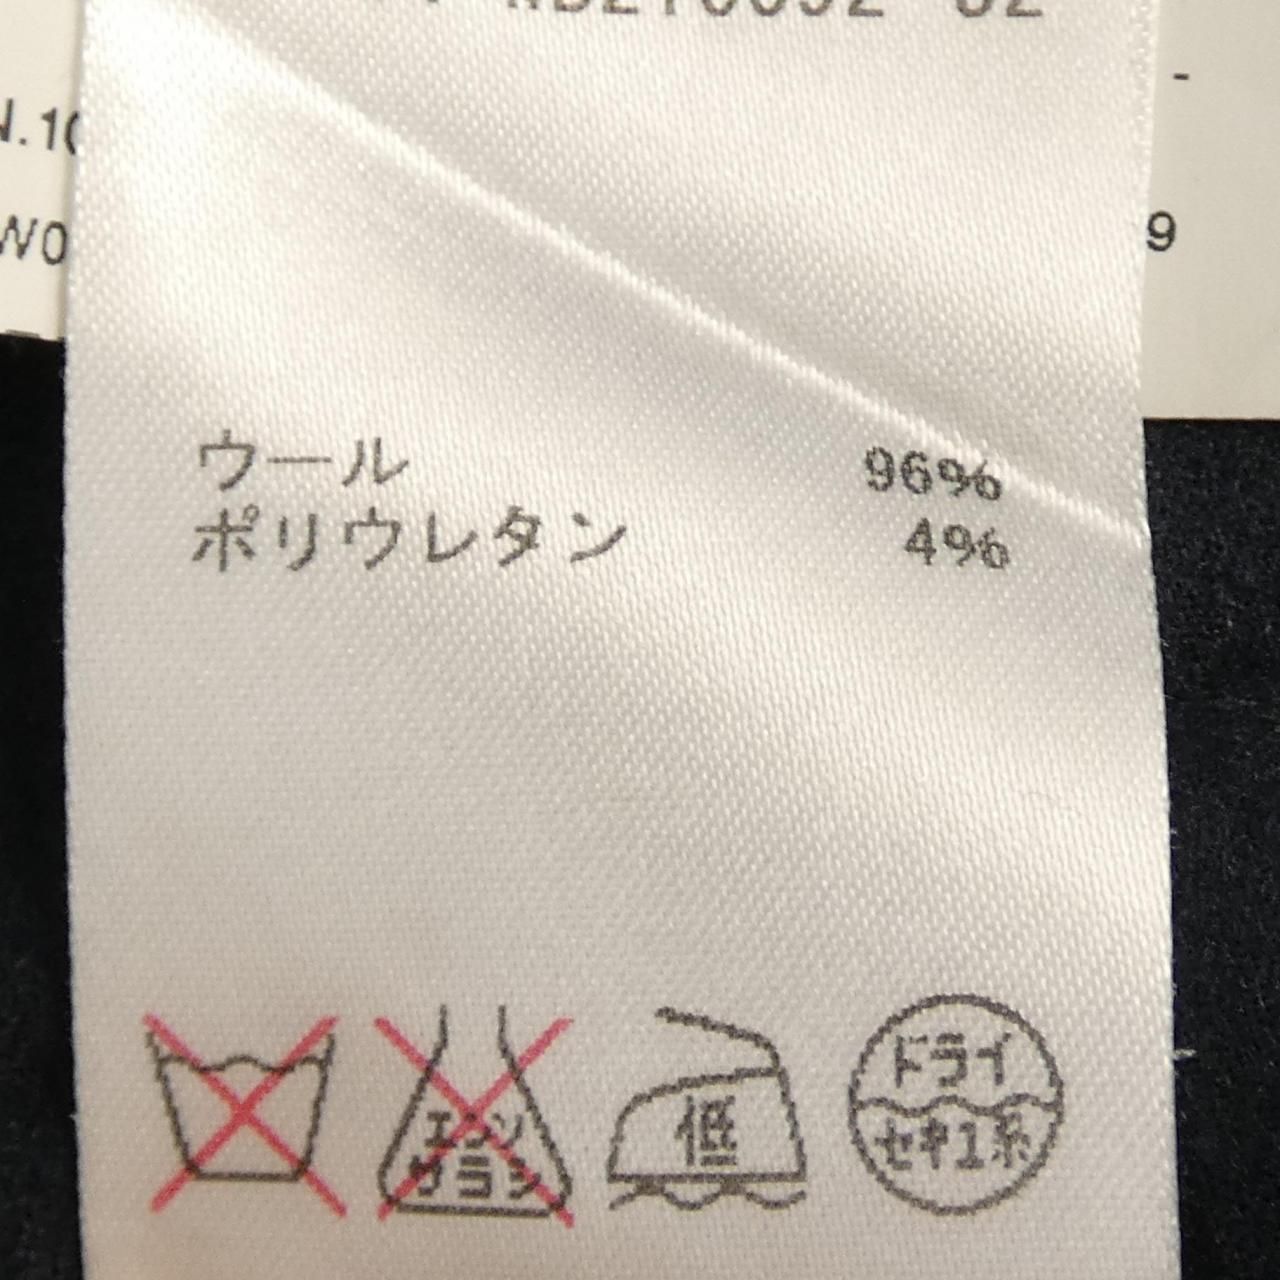 ウール 96%
ポリウレタン 4%
エンソ
サラシ
低
ドライ
セキユ系